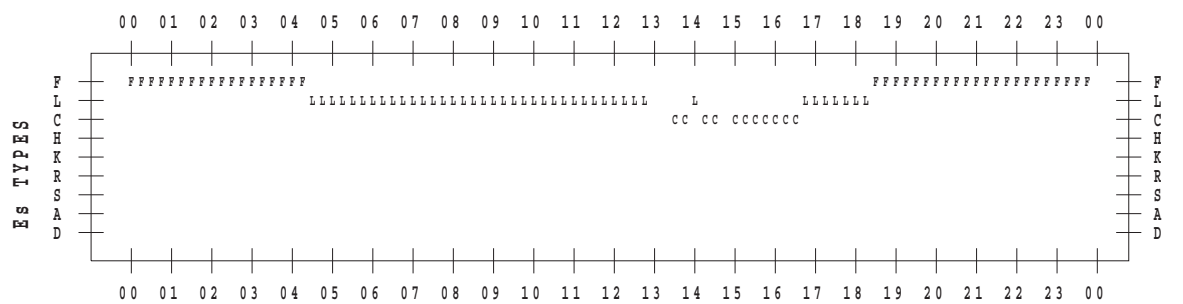 00 01 02 03 04 05 06 07 08 09 10 11 12 13 14 15 16 17 18 19 20 21 22 23 00
F FFFFFFFFFFFFFFFFFF FFFFFFFFFFFFFFFFFFFFFF F
L LLLLLLLLLLLLLLLLLLLLLLLLLLLLLLLLLL L LLLLLLL L
C CC CC CCCCCCC C
H H
K K
R R
S S
A A
D D
Es TYPES
00 01 02 03 04 05 06 07 08 09 10 11 12 13 14 15 16 17 18 19 20 21 22 23 00